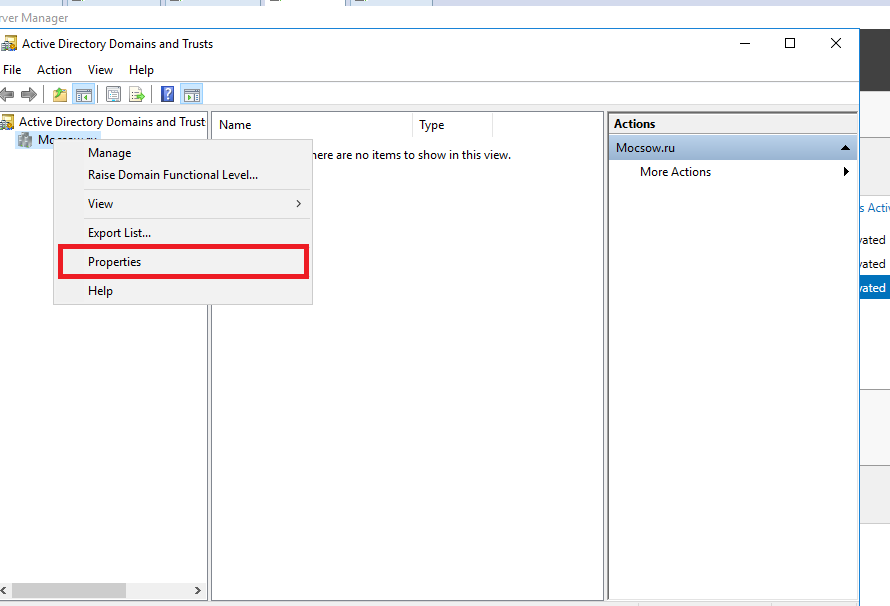 rver Manager
Active Directory Domains and Trusts
File Action View Help
Active Directory Domains and Trust
Name Type
Actions
Mocsow.ru
here are no items to show in this view.
Mocsow.ru
More Actions
Manage
Raise Domain Functional Level...
View
Export List...
Properties
Help
s Activ
vated
vated
vated